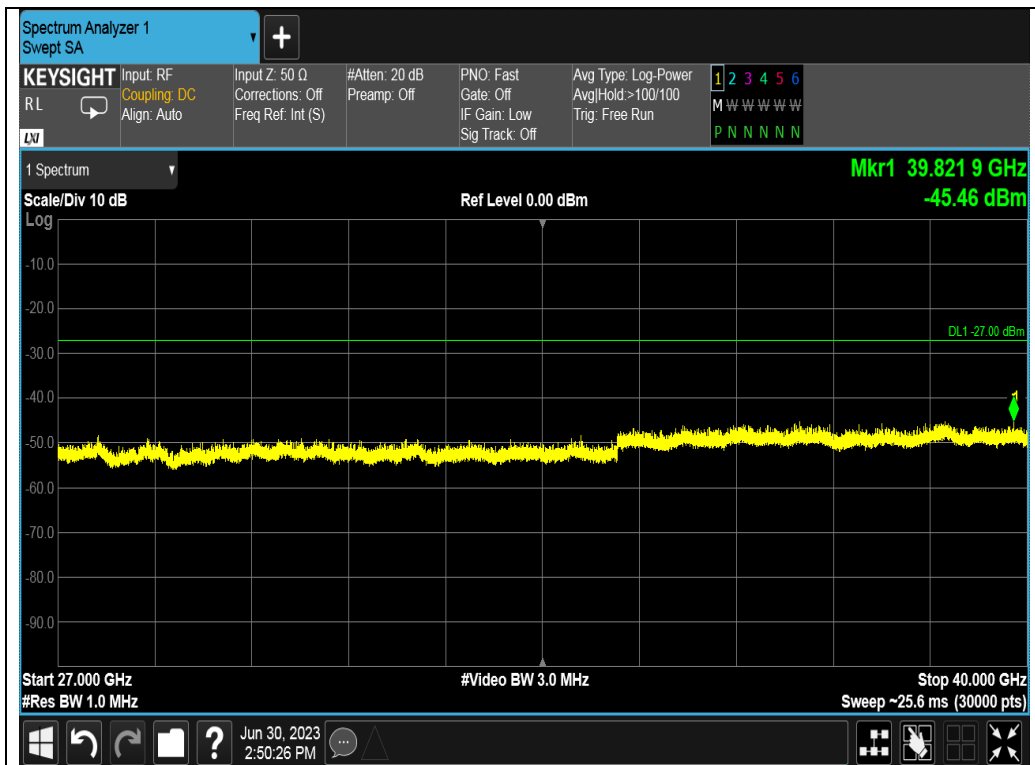 Spectrum Analyzer 1
Swept SA
KEYSIGHT
R L
LXI
Input: RF
Coupling: DC
Align: Auto
Input Z: 50 Ω
Corrections: Off
Freq Ref: Int (S)
#Atten: 20 dB
Preamp: Off
PNO: Fast
Gate: Off
IF Gain: Low
Sig Track: Off
Avg Type: Log-Power
Avg|Hold:>100/100
Trig: Free Run
1 2 3 4 5 6
M W W W W W
P N N N N N
1 Spectrum
Mkr1 39.821 9 GHz
-45.46 dBm
Scale/Div 10 dB
Ref Level 0.00 dBm
Log
-10.0
-20.0
DL1 -27.00 dBm
-30.0
-40.0
1
-50.0
-60.0
-70.0
-80.0
-90.0
Start 27.000 GHz
#Video BW 3.0 MHz
Stop 40.000 GHz
#Res BW 1.0 MHz
Sweep ~25.6 ms (30000 pts)
?
Jun 30, 2023
2:50:26 PM